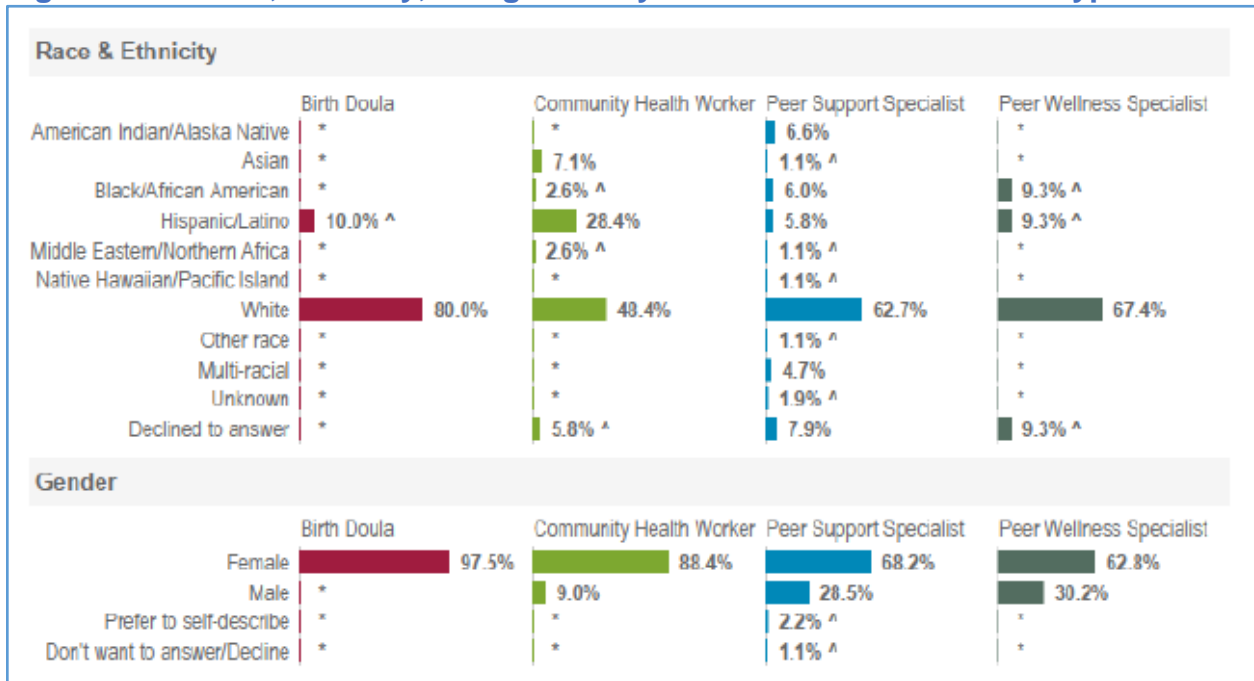 Race & Ethnicity
Birth Doula Community Health Worker Peer Support Specialist Peer Wellness Specialist
American Indian/Alaska Native * * 6.6% *
Asian * 7.1% 1.1% ^ *
Black/African American * 2.6% ^ 6.0% 9.3% ^
Hispanic/Latino 10.0% ^ 28.4% 5.8% 9.3% ^
Middle Eastern/Northern Africa * 2.6% ^ 1.1% ^ *
Native Hawaiian/Pacific Island * * 1.1% ^ *
White 80.0% 48.4% 62.7% 67.4%
Other race * * 1.1% ^ *
Multi-racial * * 4.7% *
Unknown * * 1.9% ^ *
Declined to answer * 5.8% ^ 7.9% 9.3% ^
Gender
Birth Doula Community Health Worker Peer Support Specialist Peer Wellness Specialist
Female 97.5% 88.4% 68.2% 62.8%
Male * 9.0% 28.5% 30.2%
Prefer to self-describe * * 2.2% ^ *
Don't want to answer/Decline * * 1.1% ^ *